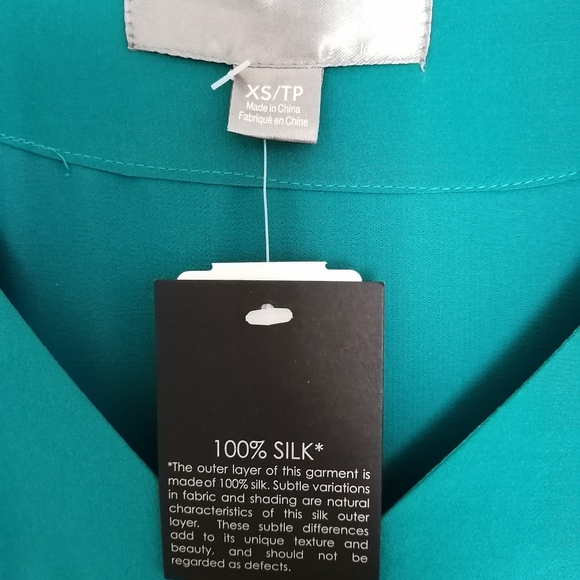 XS/TP
Made in China
Fabriqué en Chine
100% SILK*
*The outer layer of this garment is
made of 100% silk. Subtle variations
in fabric and shading are natural
characteristics of this silk outer
layer. These subtle differences
add to its unique texture and
beauty, and should not be
regarded as defects.